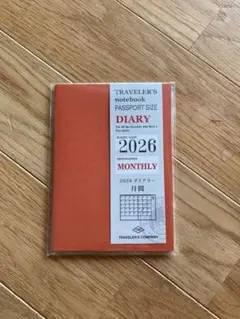 TRAVELER'S
notebook
PASSPORT SIZE
DIARY
2026
MONTHLY
2026 ダイアリー
月間
TRAVELER'S COMPANY